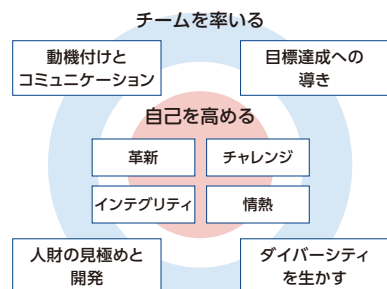 チームを率いる
動機付けと
コミュニケーション
目標達成への
導き
自己を高める
革新
チャレンジ
インテグリティ
情熱
人財の見極めと
開発
ダイバーシティ
を生かす